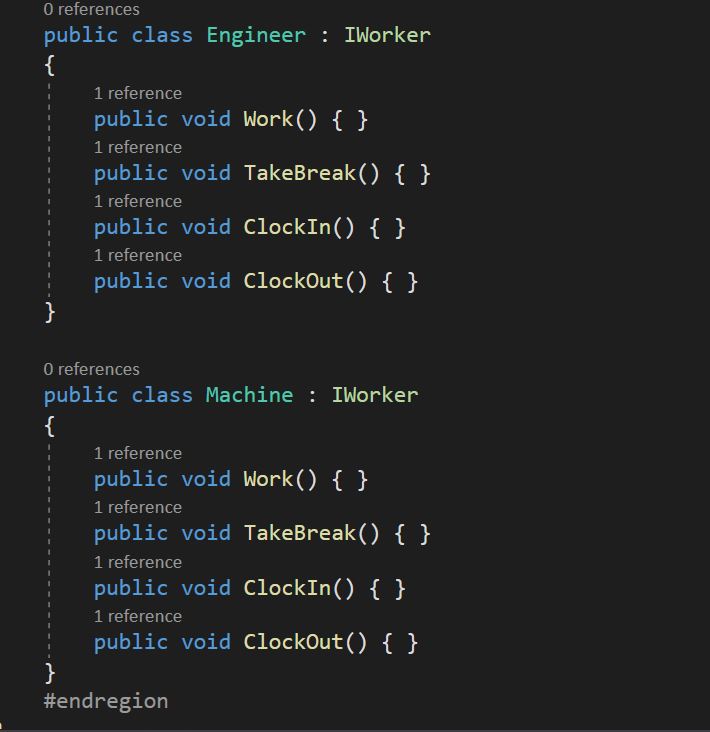 0 references
public class Engineer : IWorker
{
1 reference
public void Work() { }
1 reference
public void TakeBreak() { }
1 reference
public void ClockIn() { }
1 reference
public void ClockOut() { }
}
0 references
public class Machine : IWorker
{
1 reference
public void Work() { }
1 reference
public void TakeBreak() { }
1 reference
public void ClockIn() { }
1 reference
public void ClockOut() { }
}
#endregion